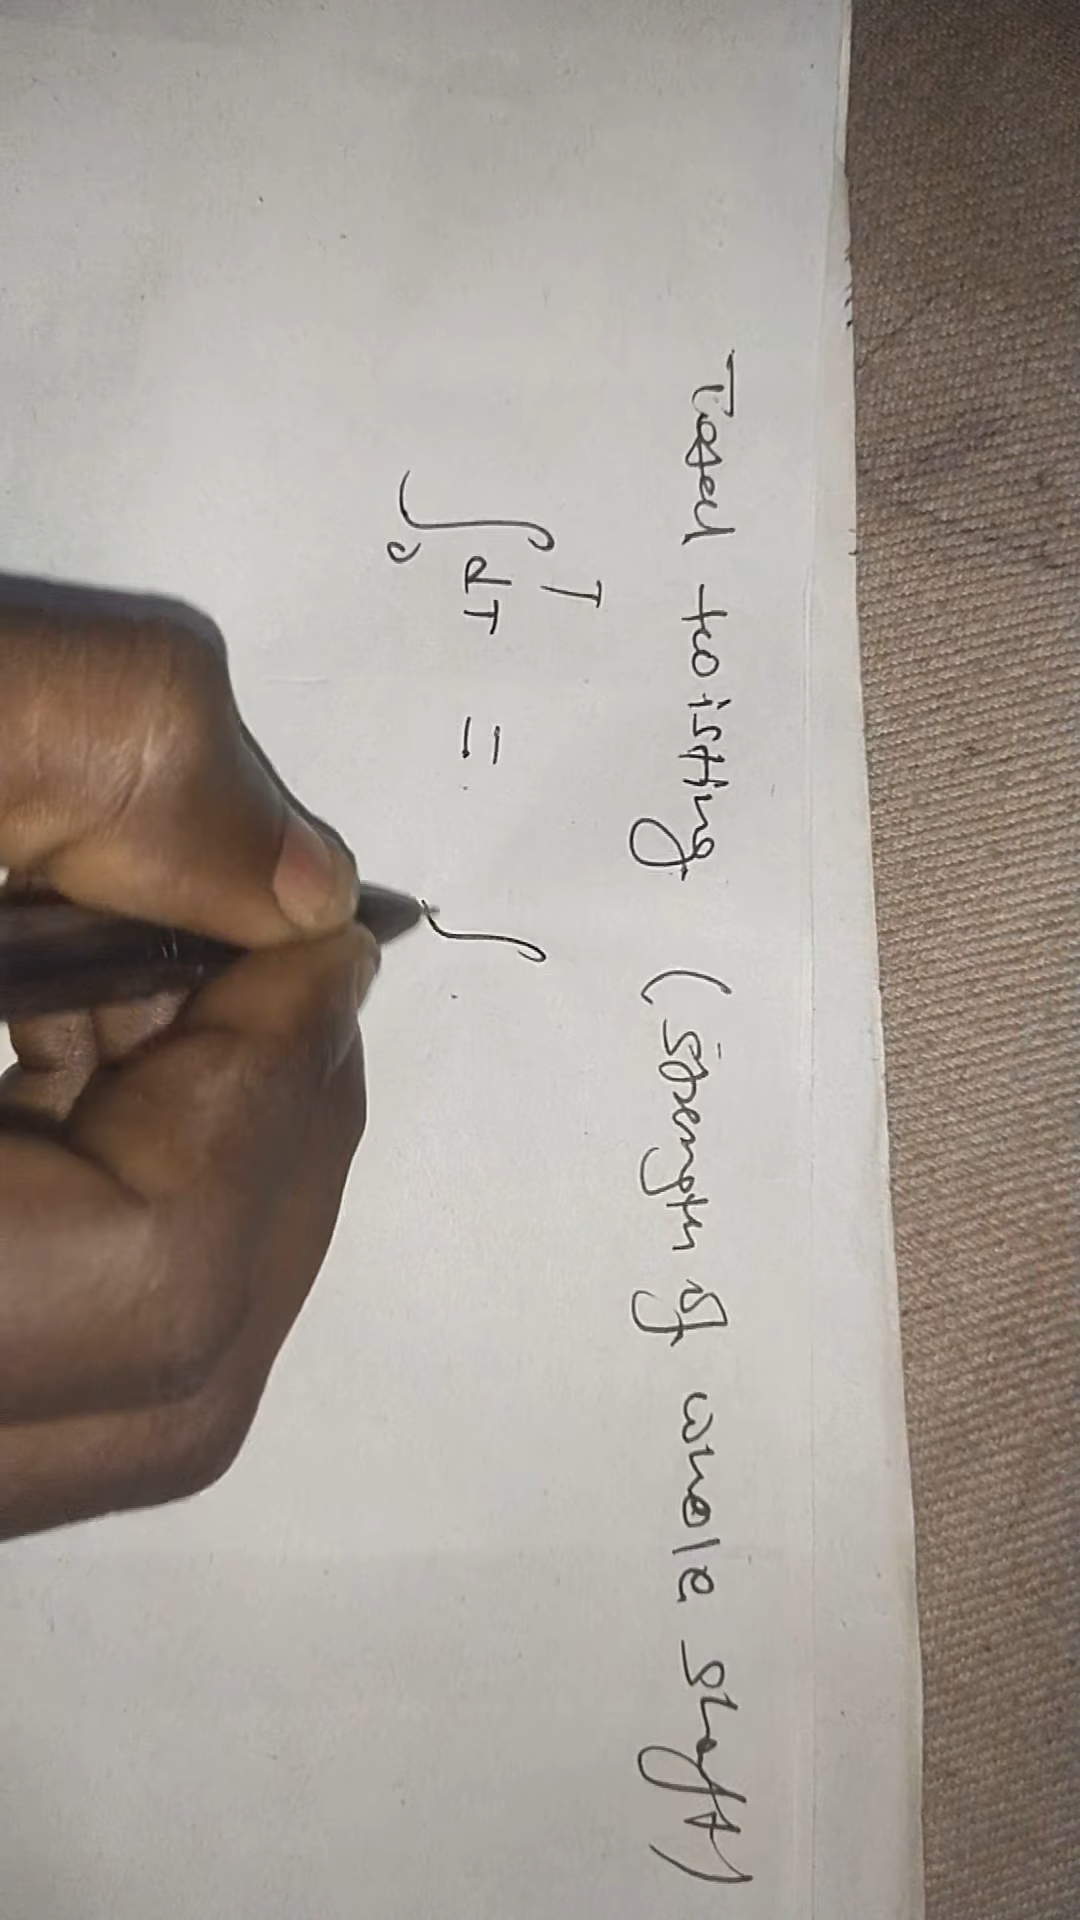 Total twisting (strength of whole shaft)
∫₀ᵀ dT = ∫